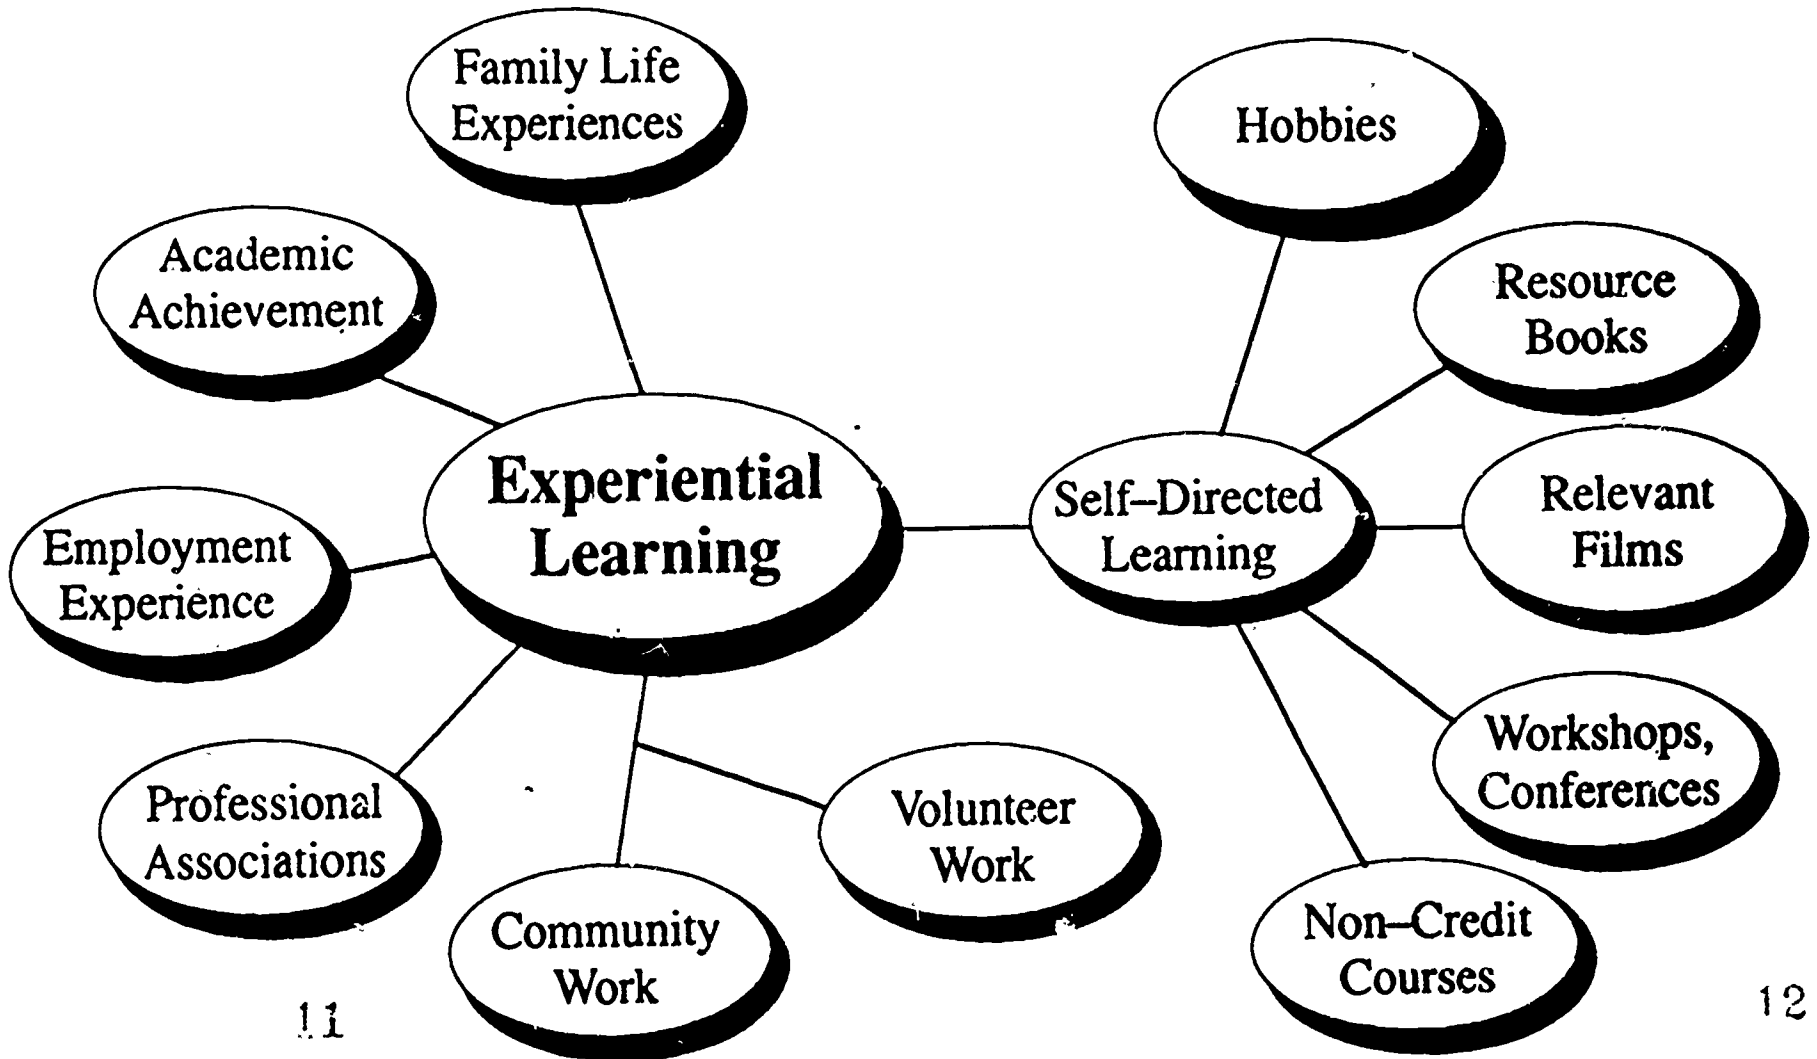 Family Life
Experiences
Hobbies
Academic
Achievement
Resource
Books
Experiential
Learning
Self–Directed
Learning
Relevant
Films
Employment
Experience
Workshops,
Conferences
Professional
Associations
Volunteer
Work
Community
Work
Non–Credit
Courses
11
12